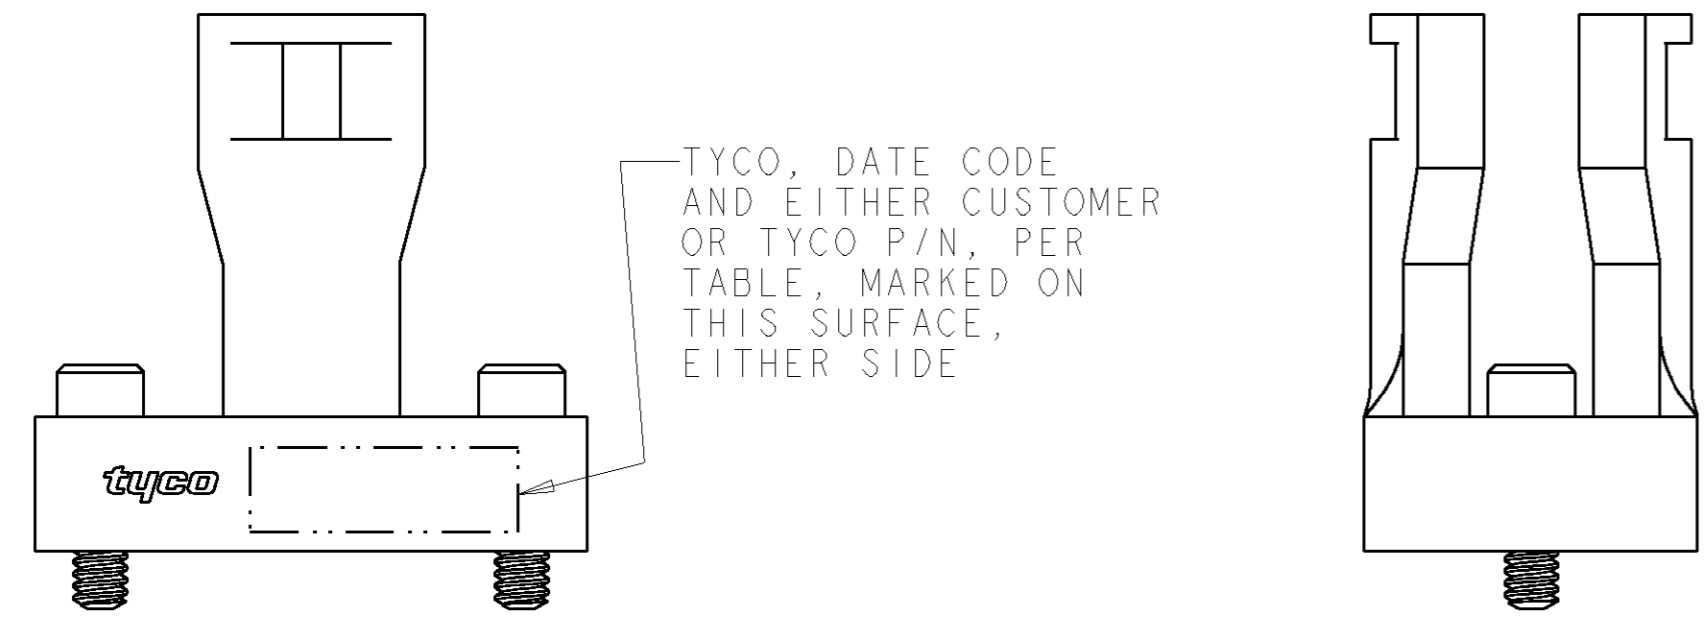 TYCO, DATE CODE
AND EITHER CUSTOMER
OR TYCO P/N, PER
TABLE, MARKED ON
THIS SURFACE,
EITHER SIDE
tyco